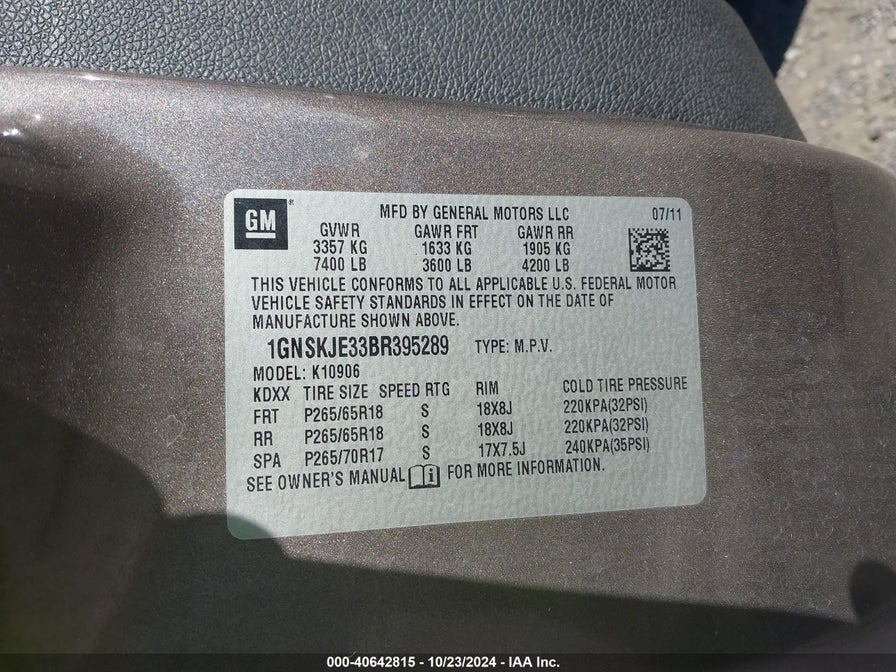 GM ®
MFD BY GENERAL MOTORS LLC 07/11
GVWR GAWR FRT GAWR RR
3357 KG 1633 KG 1905 KG
7400 LB 3600 LB 4200 LB
THIS VEHICLE CONFORMS TO ALL APPLICABLE U.S. FEDERAL MOTOR
VEHICLE SAFETY STANDARDS IN EFFECT ON THE DATE OF
MANUFACTURE SHOWN ABOVE.
1GNSKJE33BR395289 TYPE: M.P.V.
MODEL: K10906
KDXX TIRE SIZE SPEED RTG RIM COLD TIRE PRESSURE
FRT P265/65R18 S 18X8J 220KPA(32PSI)
RR P265/65R18 S 18X8J 220KPA(32PSI)
SPA P265/70R17 S 17X7.5J 240KPA(35PSI)
SEE OWNER'S MANUAL FOR MORE INFORMATION.
000-40642815 - 10/23/2024 - IAA Inc.